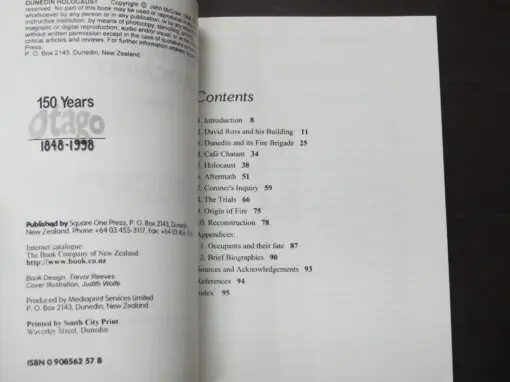 DUNEDIN HOLOCAUST Copyright © John McCraw
reserved. No part of this book may be used or reproduced
whatsoever by any person or in any publication, or by any
instructive institution, by means of photocopy, 
magnetic or digital reproduction, audio and/or visual or
without written permission except in the case of quotations
critical articles and reviews. For further information address Square
Press.
P. O. Box 2143, Dunedin, New Zealand
150 Years
Otago
1848-1998
Published by Square One Press, P. O. Box 2143, Dunedin
New Zealand. Phone +64 03 455-3117. Fax +64 03 456-
Internet catalogue:
The Book Company of New Zealand
http://www.book.co.nz
Book Design, Trevor Reeves
Cover Illustration, Judith Wolfe
Produced by Mediaprint Services Limited
P. O. Box 2143, Dunedin, New Zealand
Printed by South City Print
Waverley Street, Dunedin
ISBN 0 908562 57 8
Contents
Introduction 8
David Ross and his Building 11
Dunedin and its Fire Brigade 25
Café Chatant 34
Holocaust 38
Aftermath 51
Coroner's Inquiry 59
The Trials 66
Origin of Fire 75
Reconstruction 78
Appendices:
1. Occupants and their fate 87
2. Brief Biographies 90
Sources and Acknowledgements 93
References 94
Index 95